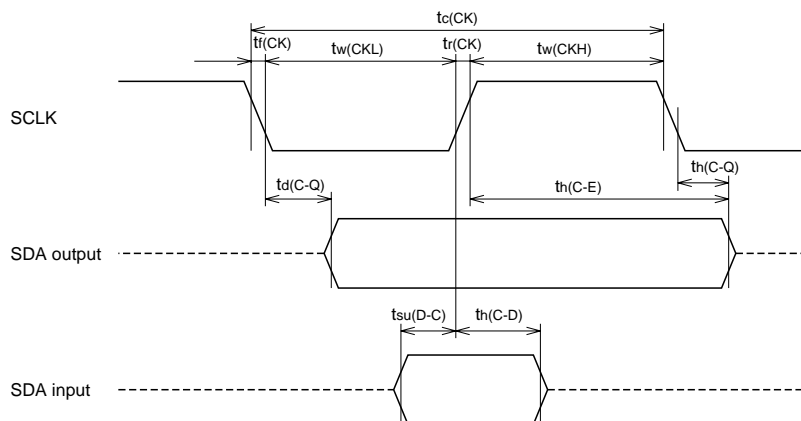 tc(CK)
tf(CK) tw(CKL) tr(CK) tw(CKH)
SCLK
th(C-Q)
td(C-Q) th(C-E)
SDA output
tsu(D-C) th(C-D)
SDA input